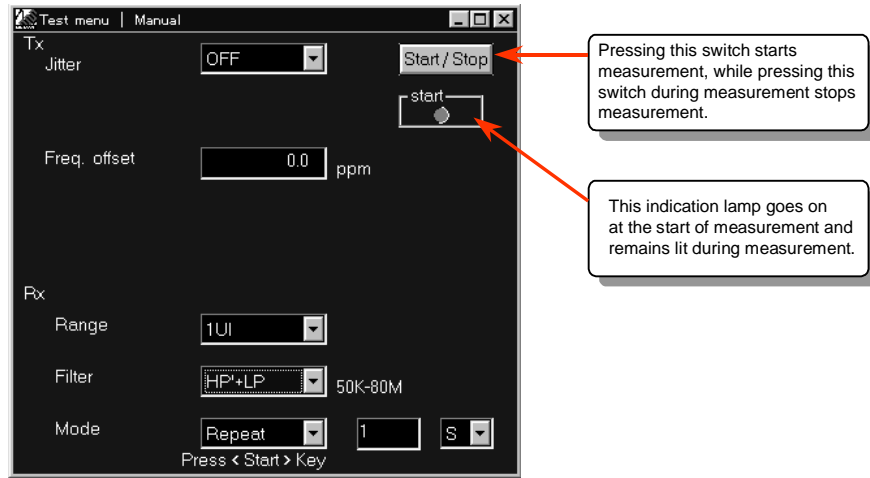 Test menu | Manual
Tx
Jitter
OFF
Start / Stop
start
Freq. offset
0.0
ppm
Rx
Range
1UI
Filter
HP'+LP
50K-80M
Mode
Repeat
1
S
Press < Start > Key
Pressing this switch starts
measurement, while pressing this
switch during measurement stops
measurement.
This indication lamp goes on
at the start of measurement and
remains lit during measurement.